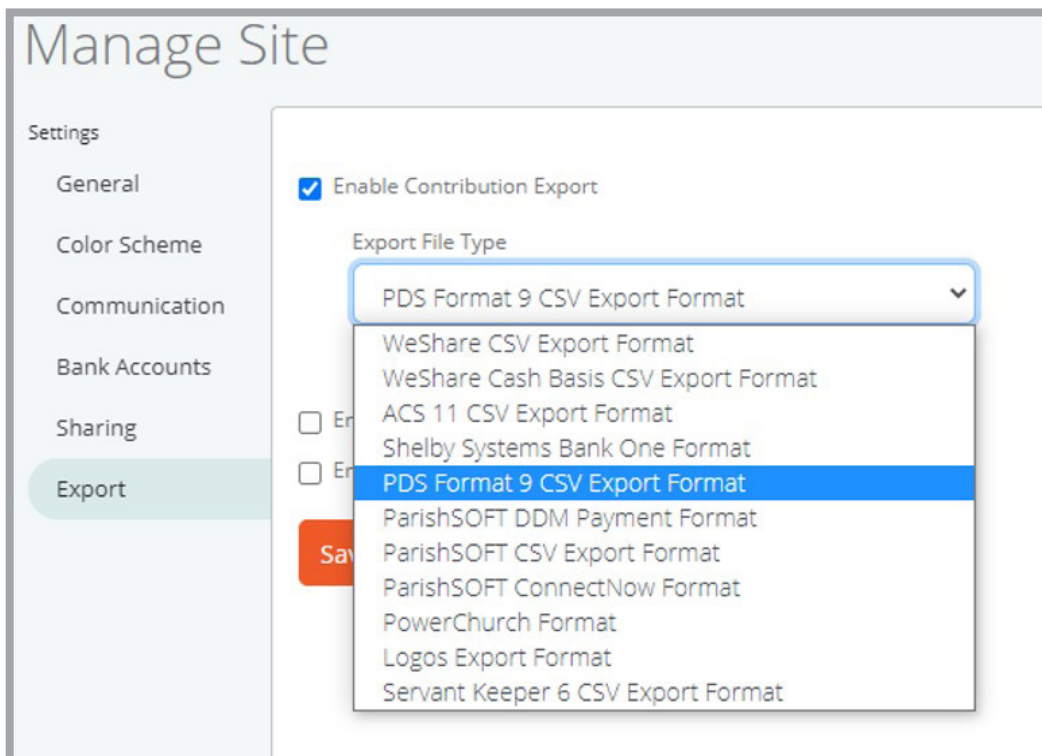 Manage Site
Settings
General
Color Scheme
Communication
Bank Accounts
Sharing
Export
Enable Contribution Export
Export File Type
PDS Format 9 CSV Export Format
WeShare CSV Export Format
WeShare Cash Basis CSV Export Format
ACS 11 CSV Export Format
Shelby Systems Bank One Format
PDS Format 9 CSV Export Format
ParishSOFT DDM Payment Format
ParishSOFT CSV Export Format
ParishSOFT ConnectNow Format
PowerChurch Format
Logos Export Format
Servant Keeper 6 CSV Export Format